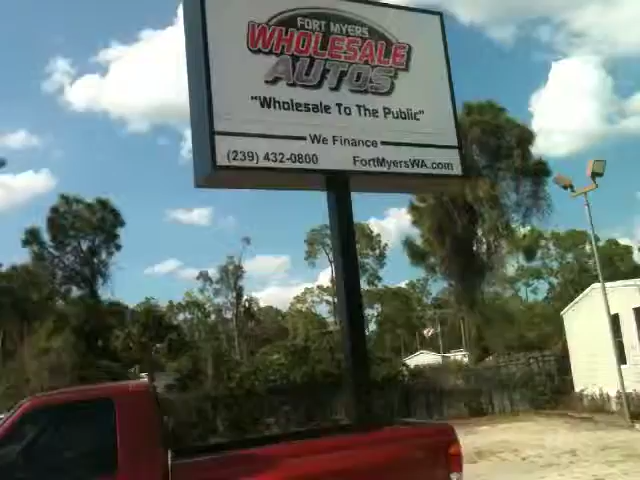 FORT MYERS
WHOLESALE
AUTOS
"Wholesale To The Public"
We Finance
(239) 432-0800 FortMyersWA.com